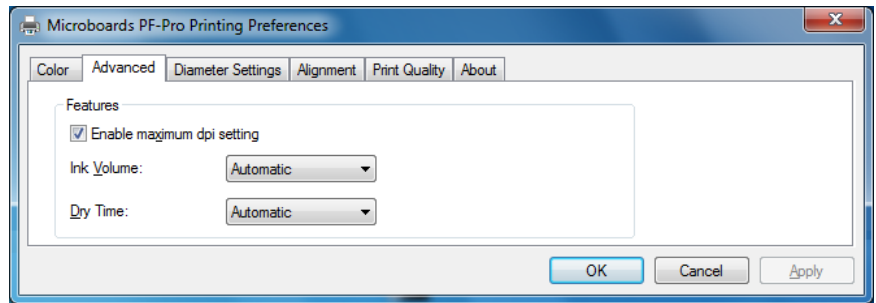 Microboards PF-Pro Printing Preferences
Color Advanced Diameter Settings Alignment Print Quality About
Features
Enable maximum dpi setting
Ink Volume: Automatic
Dry Time: Automatic
OK Cancel Apply